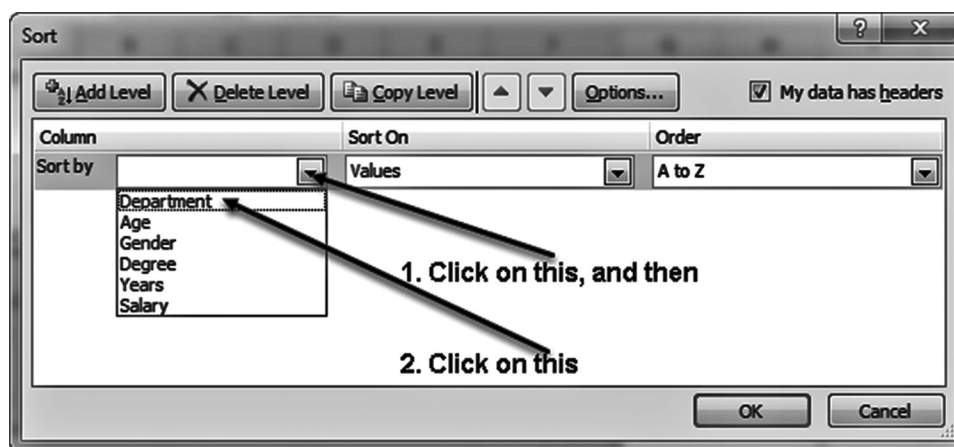 Sort
? X
Add Level Delete Level Copy Level Options... My data has headers
Column Sort On Order
Sort by Values A to Z
Department
Age
Gender
Degree
Years
Salary
1. Click on this, and then
2. Click on this
OK Cancel